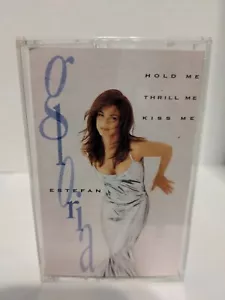 HOLD ME
THRILL ME
KISS ME
gloria
ESTEFAN